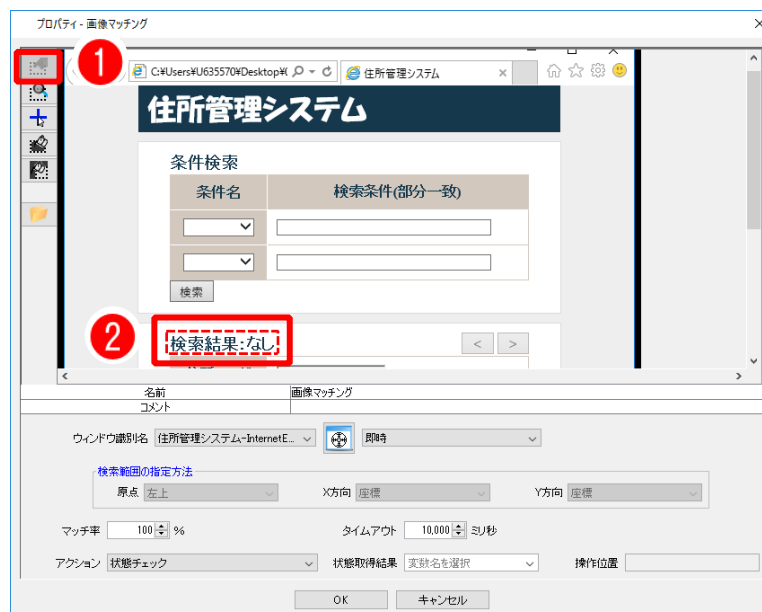 プロパティ - 画像マッチング
1
C:¥Users¥U635570¥Desktop¥(
住所管理システム
住所管理システム
条件検索
条件名 検索条件(部分一致)
検索
2
検索結果:なし
< >
名前 画像マッチング
コメント
ウィンドウ識別名 住所管理システム-InternetE... 即時
検索範囲の指定方法
原点 左上 X方向 座標 Y方向 座標
マッチ率 100 % タイムアウト 10,000 ミリ秒
アクション 状態チェック 状態取得結果 変数名を選択 操作位置
OK キャンセル